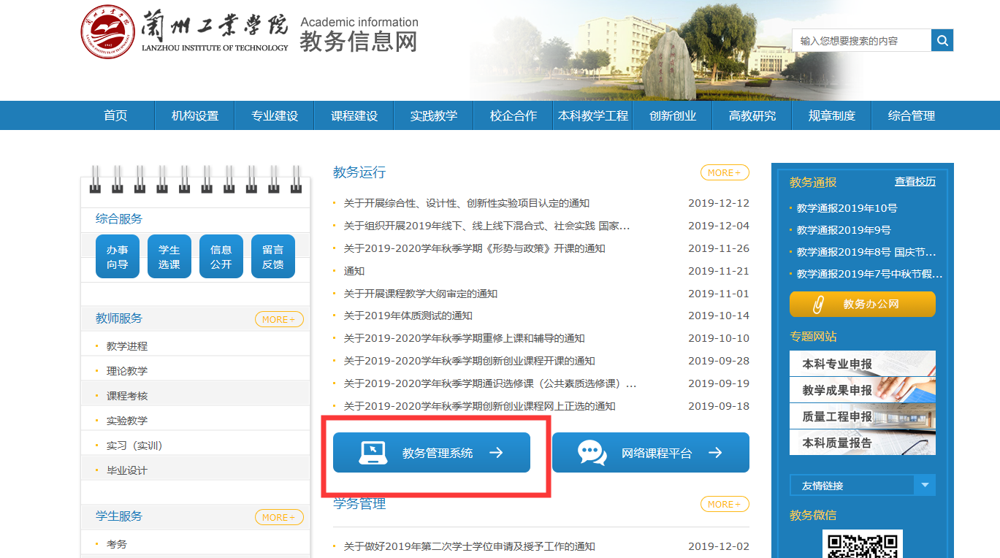 兰州工业学院
LANZHOU INSTITUTE OF TECHNOLOGY
Academic information
教务信息网
输入您想要搜索的内容
首页 机构设置 专业建设 课程建设 实践教学 校企合作 本科教学工程 创新创业 高教研究 规章制度 综合管理
综合服务
办事向导
学生选课
信息公开
留言反馈
教师服务 MORE+
教学进程
理论教学
课程考核
实验教学
实习（实训）
毕业设计
学生服务 MORE+
考务
教务运行 MORE+
关于开展综合性、设计性、创新性实验项目认定的通知 2019-12-12
关于组织开展2019年线下、线上线下混合式、社会实践 国家... 2019-12-04
关于2019-2020学年秋季学期《形势与政策》开课的通知 2019-11-26
通知 2019-11-21
关于开展课程教学大纲审定的通知 2019-11-01
关于2019年体质测试的通知 2019-10-14
关于2019-2020学年秋季学期重修上课和辅导的通知 2019-10-10
关于2019-2020学年秋季学期创新创业课程开课的通知 2019-09-28
关于2019-2020学年秋季学期通识选修课（公共素质选修课）... 2019-09-19
关于2019-2020学年秋季学期创新创业课程网上正选的通知 2019-09-18
教务管理系统 →
网络课程平台 →
学务管理 MORE+
关于做好2019年第二次学士学位申请及授予工作的通知 2019-12-02
教务通报 查看校历
教学通报2019年10号
教学通报2019年9号
教学通报2019年8号 国庆节...
教学通报2019年7号中秋节假...
教务办公网
专题网站
本科专业申报
教学成果申报
质量工程申报
本科质量报告
友情链接
教务微信